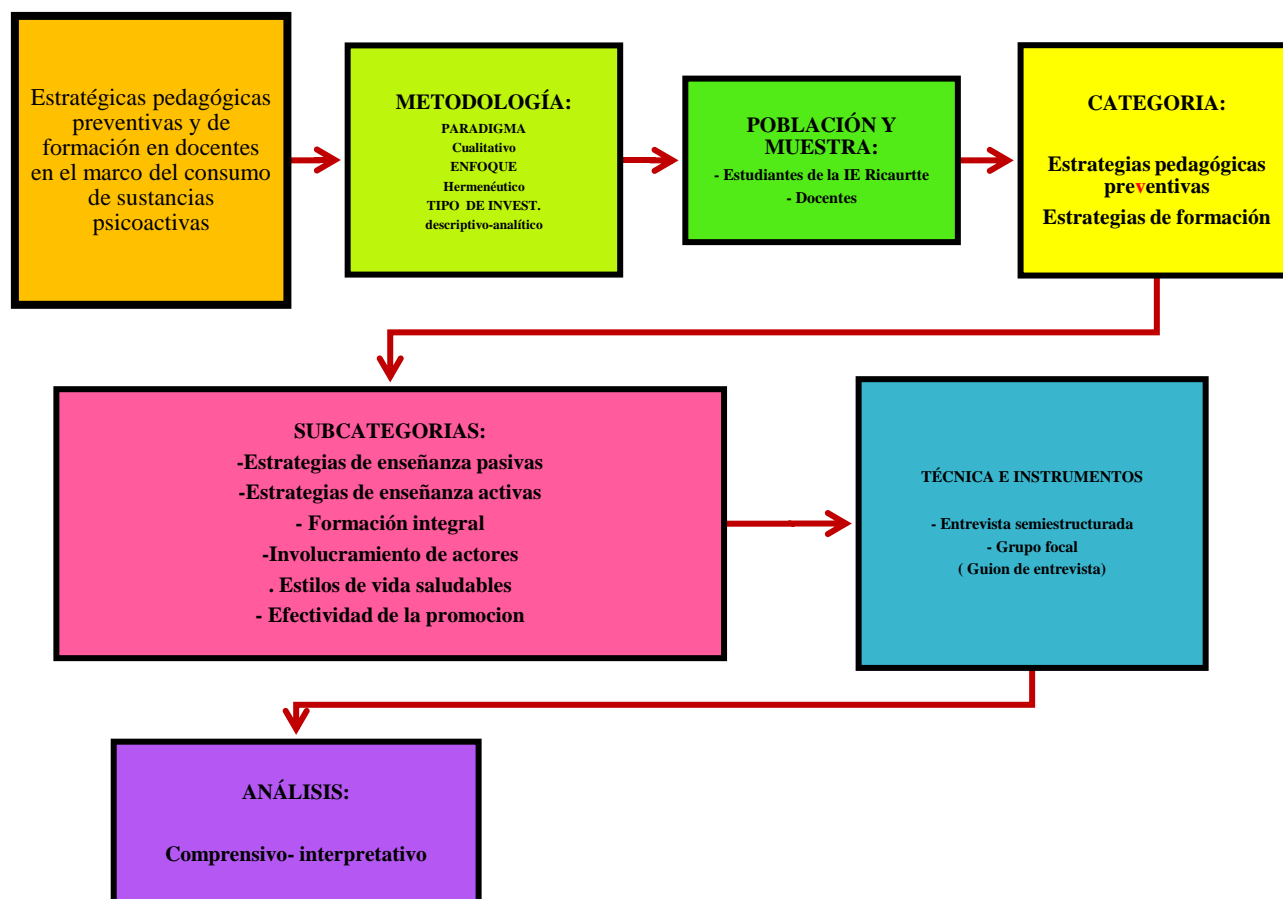 Estratégicas pedagógicas
preventivas y de
formación en docentes
en el marco del consumo
de sustancias
psicoactivas
METODOLOGÍA:
PARADIGMA
Cualitativo
ENFOQUE
Hermenéutico
TIPO DE INVEST.
descriptivo-analítico
POBLACIÓN Y
MUESTRA:
- Estudiantes de la IE Ricaurtte
- Docentes
CATEGORIA:
Estrategias pedagógicas
preventivas
Estrategias de formación
SUBCATEGORIAS:
-Estrategias de enseñanza pasivas
-Estrategias de enseñanza activas
- Formación integral
-Involucramiento de actores
. Estilos de vida saludables
- Efectividad de la promocion
TÉCNICA E INSTRUMENTOS
- Entrevista semiestructurada
- Grupo focal
( Guion de entrevista)
ANÁLISIS:
Comprensivo- interpretativo